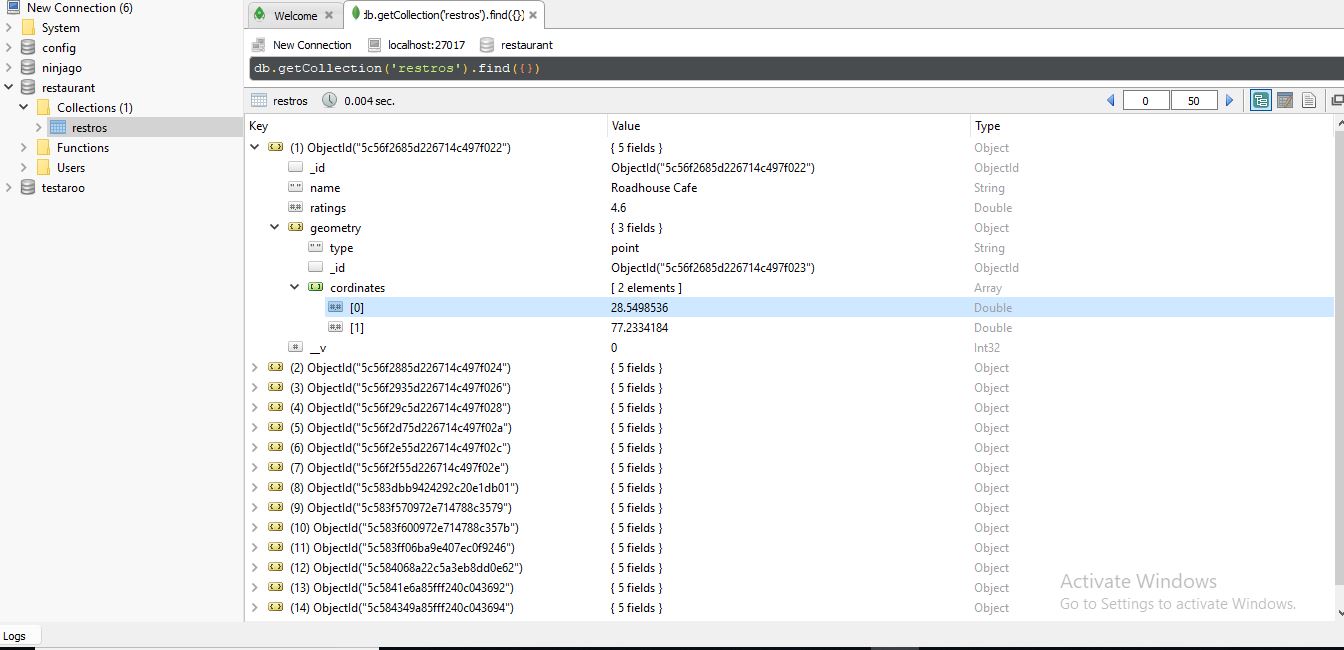 New Connection (6)
System
config
ninjago
restaurant
Collections (1)
restros
Functions
Users
testaroo
Welcome
db.getCollection('restros').find({})
New Connection localhost:27017 restaurant
db.getCollection('restros').find({})
restros 0.004 sec. 0 50
Key Value Type
(1) ObjectId("5c56f2685d226714c497f022") { 5 fields } Object
_id ObjectId("5c56f2685d226714c497f022") ObjectId
name Roadhouse Cafe String
ratings 4.6 Double
geometry { 3 fields } Object
type point String
_id ObjectId("5c56f2685d226714c497f023") ObjectId
cordinates [ 2 elements ] Array
[0] 28.5498536 Double
[1] 77.2334184 Double
__v 0 Int32
(2) ObjectId("5c56f2885d226714c497f024") { 5 fields } Object
(3) ObjectId("5c56f2935d226714c497f026") { 5 fields } Object
(4) ObjectId("5c56f29c5d226714c497f028") { 5 fields } Object
(5) ObjectId("5c56f2d75d226714c497f02a") { 5 fields } Object
(6) ObjectId("5c56f2e55d226714c497f02c") { 5 fields } Object
(7) ObjectId("5c56f2f55d226714c497f02e") { 5 fields } Object
(8) ObjectId("5c583dbb9424292c20e1db01") { 5 fields } Object
(9) ObjectId("5c583f570972e714788c3579") { 5 fields } Object
(10) ObjectId("5c583f600972e714788c357b") { 5 fields } Object
(11) ObjectId("5c583ff06ba9e407ec0f9246") { 5 fields } Object
(12) ObjectId("5c584068a22c5a3eb8dd0e62") { 5 fields } Object
(13) ObjectId("5c5841e6a85fff240c043692") { 5 fields } Object
(14) ObjectId("5c584349a85fff240c043694") { 5 fields } Object
Activate Windows
Go to Settings to activate Windows.
Logs